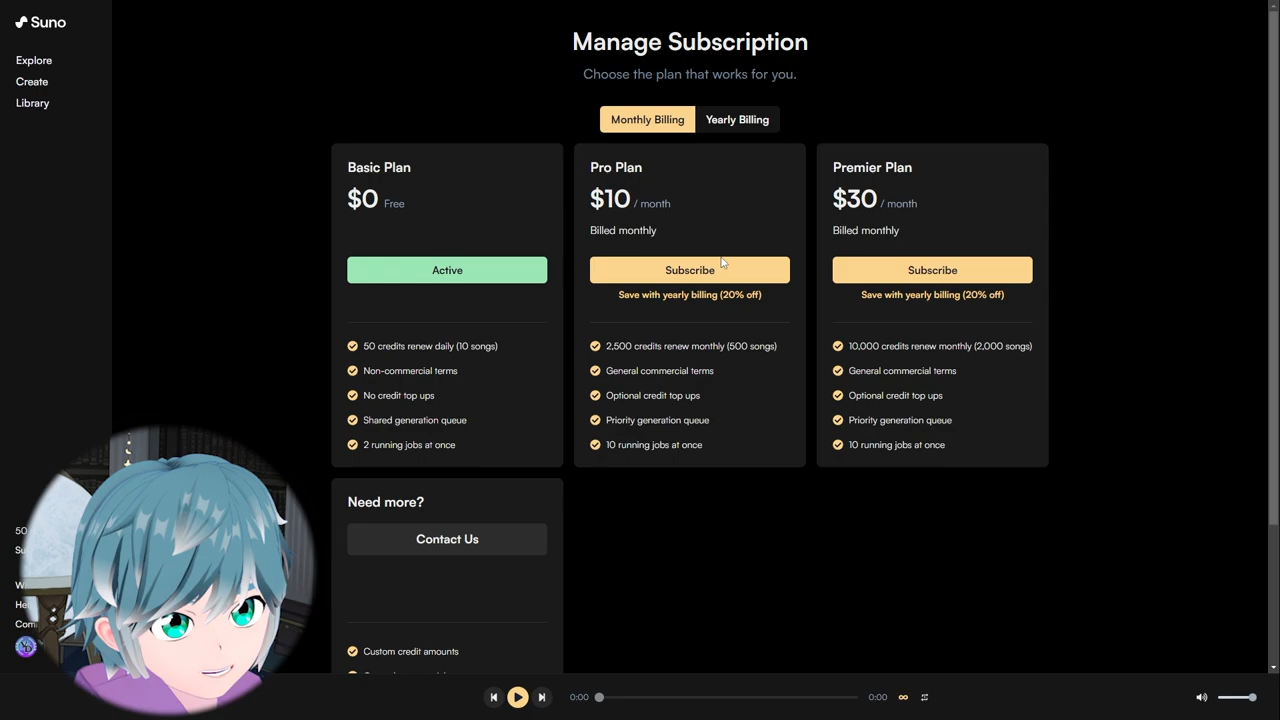 Suno
Explore
Create
Library
Manage Subscription
Choose the plan that works for you.
Monthly Billing
Yearly Billing
Basic Plan
$0 Free
Active
50 credits renew daily (10 songs)
Non-commercial terms
No credit top ups
Shared generation queue
2 running jobs at once
Pro Plan
$10 / month
Billed monthly
Subscribe
Save with yearly billing (20% off)
2,500 credits renew monthly (500 songs)
General commercial terms
Optional credit top ups
Priority generation queue
10 running jobs at once
Premier Plan
$30 / month
Billed monthly
Subscribe
Save with yearly billing (20% off)
10,000 credits renew monthly (2,000 songs)
General commercial terms
Optional credit top ups
Priority generation queue
10 running jobs at once
Need more?
Contact Us
Custom credit amounts
50
0:00
0:00